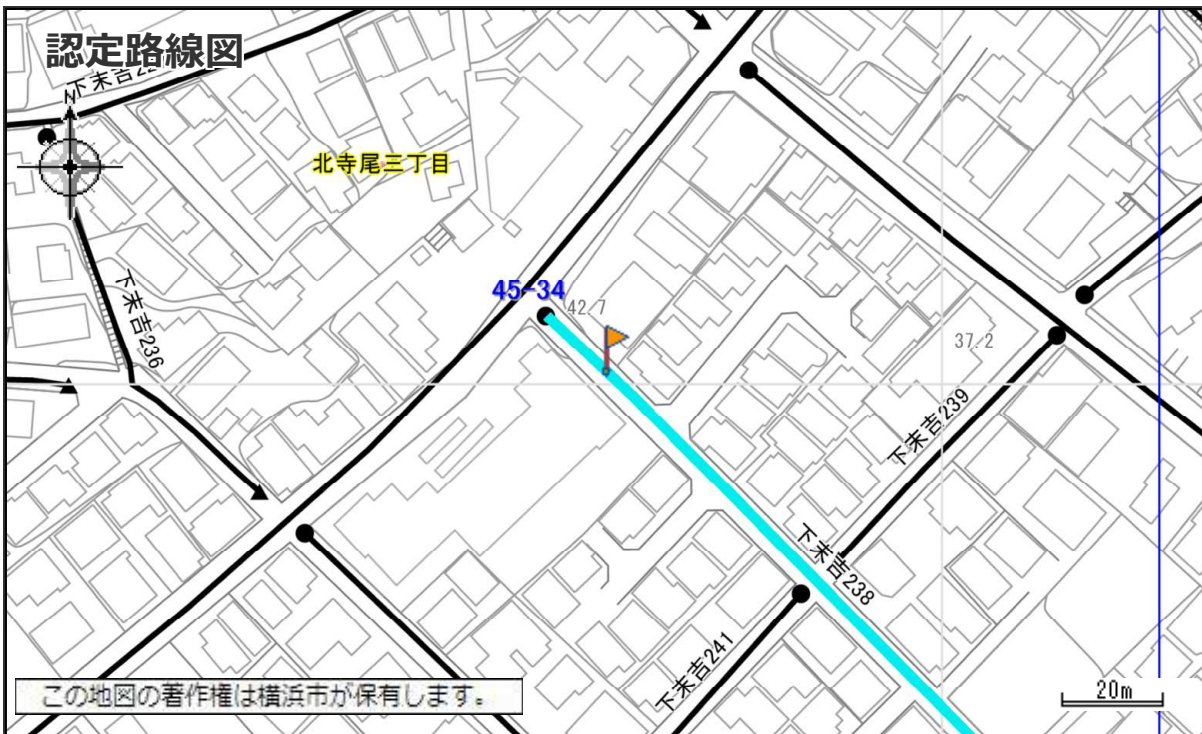 認定路線図
下末吉22
N
北寺尾三丁目
下末吉236
45-34
42.7
37.2
下末吉239
下末吉238
下末吉241
この地図の著作権は横浜市が保有します。
20m